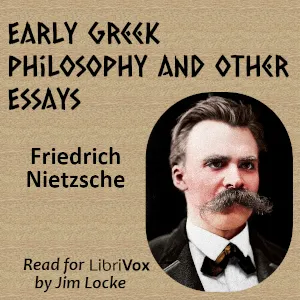 EARLY GREEK
PHILOSOPHY AND OTHER
ESSAYS
Friedrich
Nietzsche
Read for LibriVox
by Jim Locke